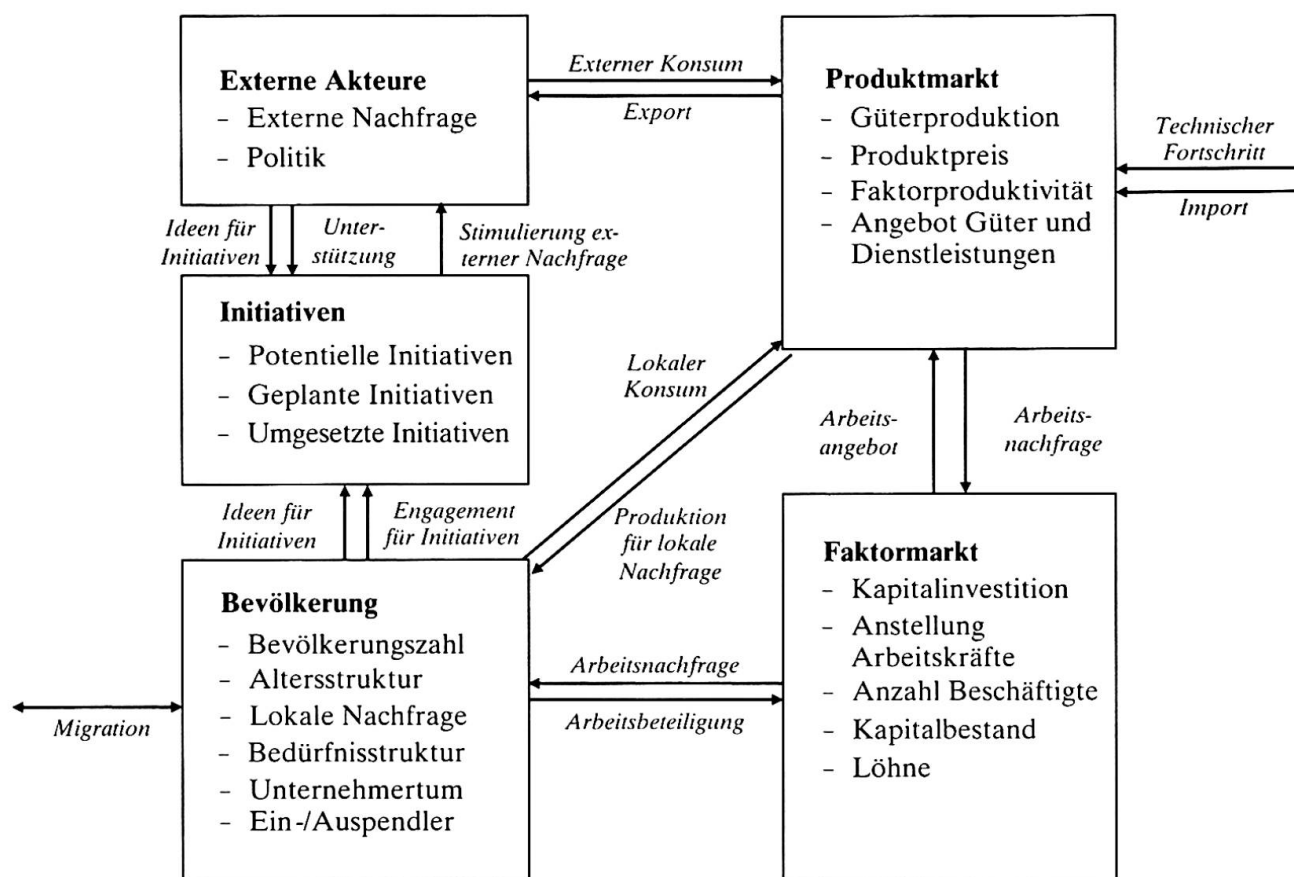 Externe Akteure
- Externe Nachfrage
- Politik
Externer Konsum
Export
Produktmarkt
- Güterproduktion
- Produktpreis
- Faktorproduktivität
- Angebot Güter und
Dienstleistungen
Technischer
Fortschritt
Import
Ideen für
Initiativen
Unter-
stützung
Stimulierung ex-
terner Nachfrage
Initiativen
- Potentielle Initiativen
- Geplante Initiativen
- Umgesetzte Initiativen
Lokaler
Konsum
Arbeits-
angebot
Arbeits-
nachfrage
Ideen für
Initiativen
Engagement
für Initiativen
Produktion
für lokale
Nachfrage
Bevölkerung
- Bevölkerungszahl
- Altersstruktur
- Lokale Nachfrage
- Bedürfnisstruktur
- Unternehmertum
- Ein-/Auspendler
Migration
Arbeitsnachfrage
Arbeitsbeteiligung
Faktormarkt
- Kapitalinvestition
- Anstellung
Arbeitskräfte
- Anzahl Beschäftigte
- Kapitalbestand
- Löhne